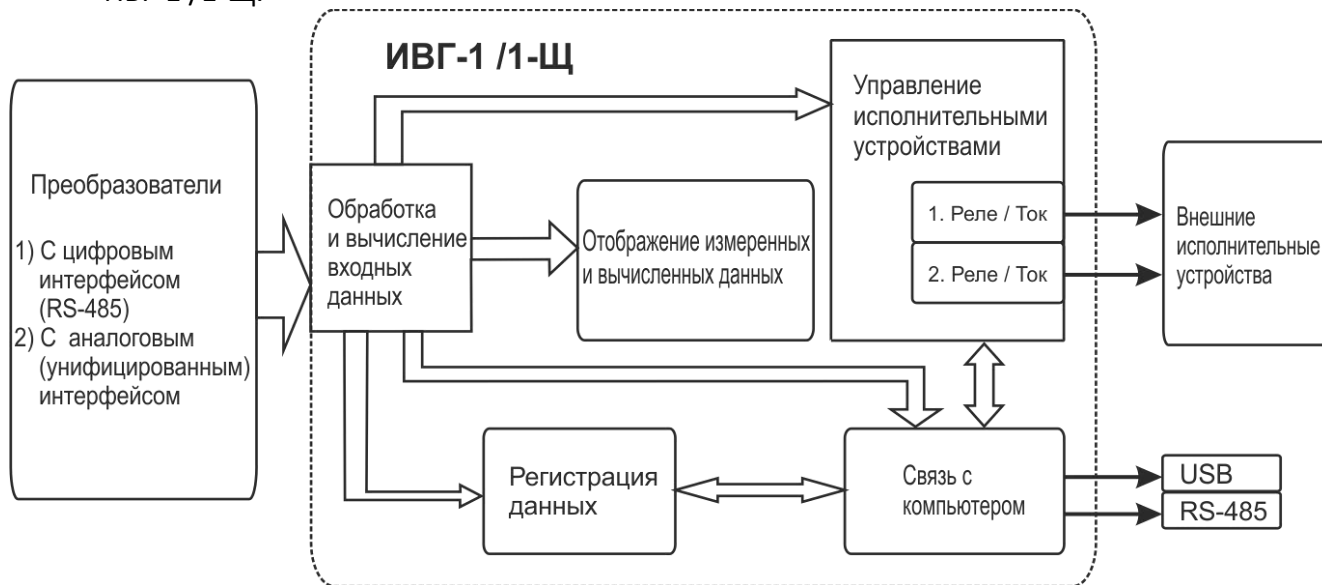 ИВГ-1 /1-Щ
Преобразователи
1) С цифровым
интерфейсом
(RS-485)
2) С аналоговым
(унифицированным)
интерфейсом
Обработка
и вычисление
входных
данных
Отображение измеренных
и вычисленных данных
Управление
исполнительными
устройствами
1. Реле / Ток
2. Реле / Ток
Внешние
исполнительные
устройства
Регистрация
данных
Связь с
компьютером
USB
RS-485